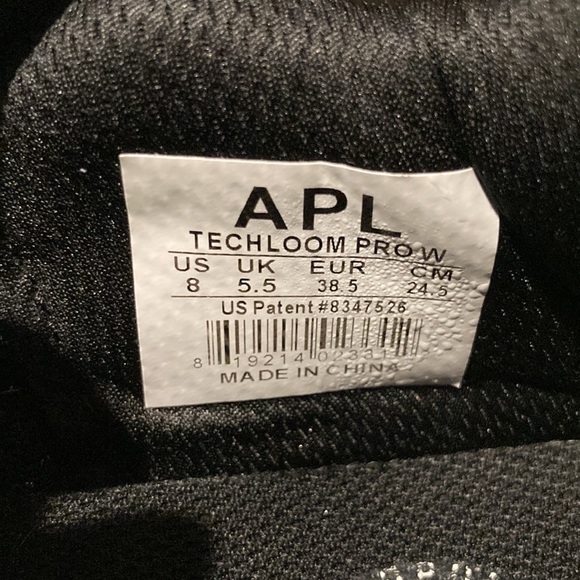 APL
TECHLOOM PRO W
US UK EUR CM
8 5.5 38.5 24.5
US Patent #8347526
MADE IN CHINA